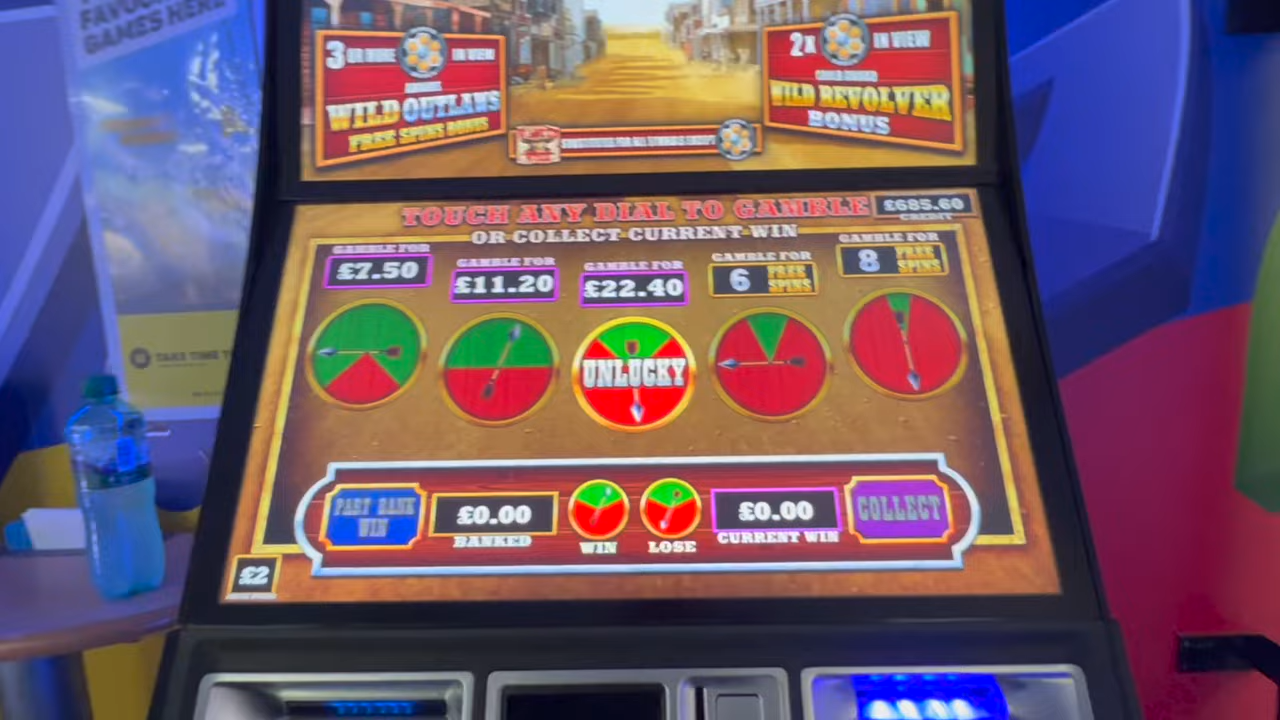 FAVOUR
GAMES HERE
3 OR MORE IN VIEW
AWARDS
WILD OUTLAWS
FREE SPINS BONUS
2X IN VIEW
WILD REVOLVER
BONUS
TOUCH ANY DIAL TO GAMBLE
£685.60
CREDIT
OR COLLECT CURRENT WIN
GAMBLE FOR
£7.50
GAMBLE FOR
£11.20
GAMBLE FOR
£22.40
GAMBLE FOR
6 FREE SPINS
GAMBLE FOR
8 FREE SPINS
UNLUCKY
TAKE TIME T
PART BANK
WIN
£0.00
BANKED
WIN
LOSE
£0.00
CURRENT WIN
COLLECT
£2